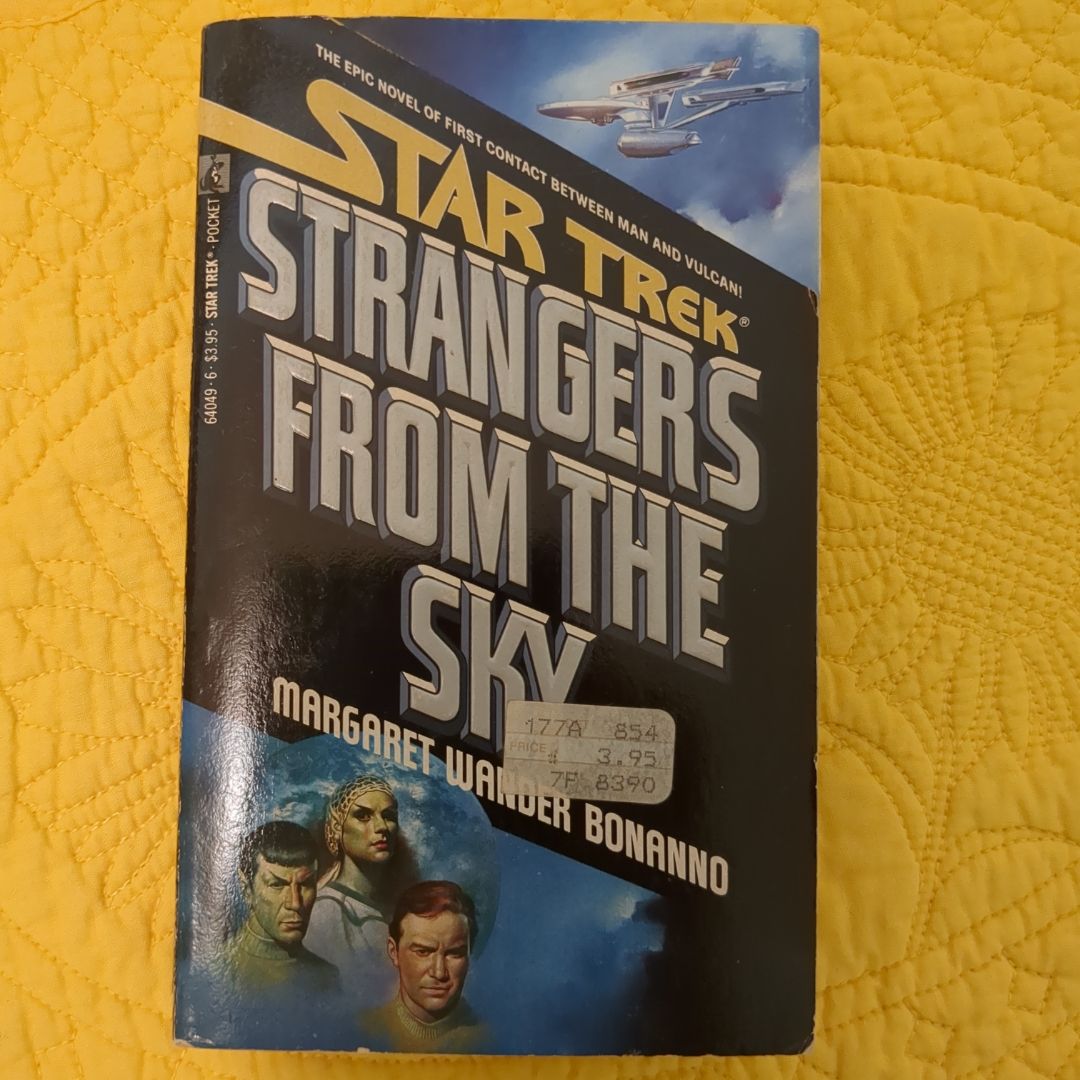 THE EPIC NOVEL OF FIRST CONTACT BETWEEN MAN AND VULCAN!
STAR TREK®
STRANGERS
FROM THE
SKY
MARGARET WANDER BONANNO
177A 854
PRICE 3.95
7F 8390
64049·6·$3.95·STAR TREK®·POCKET